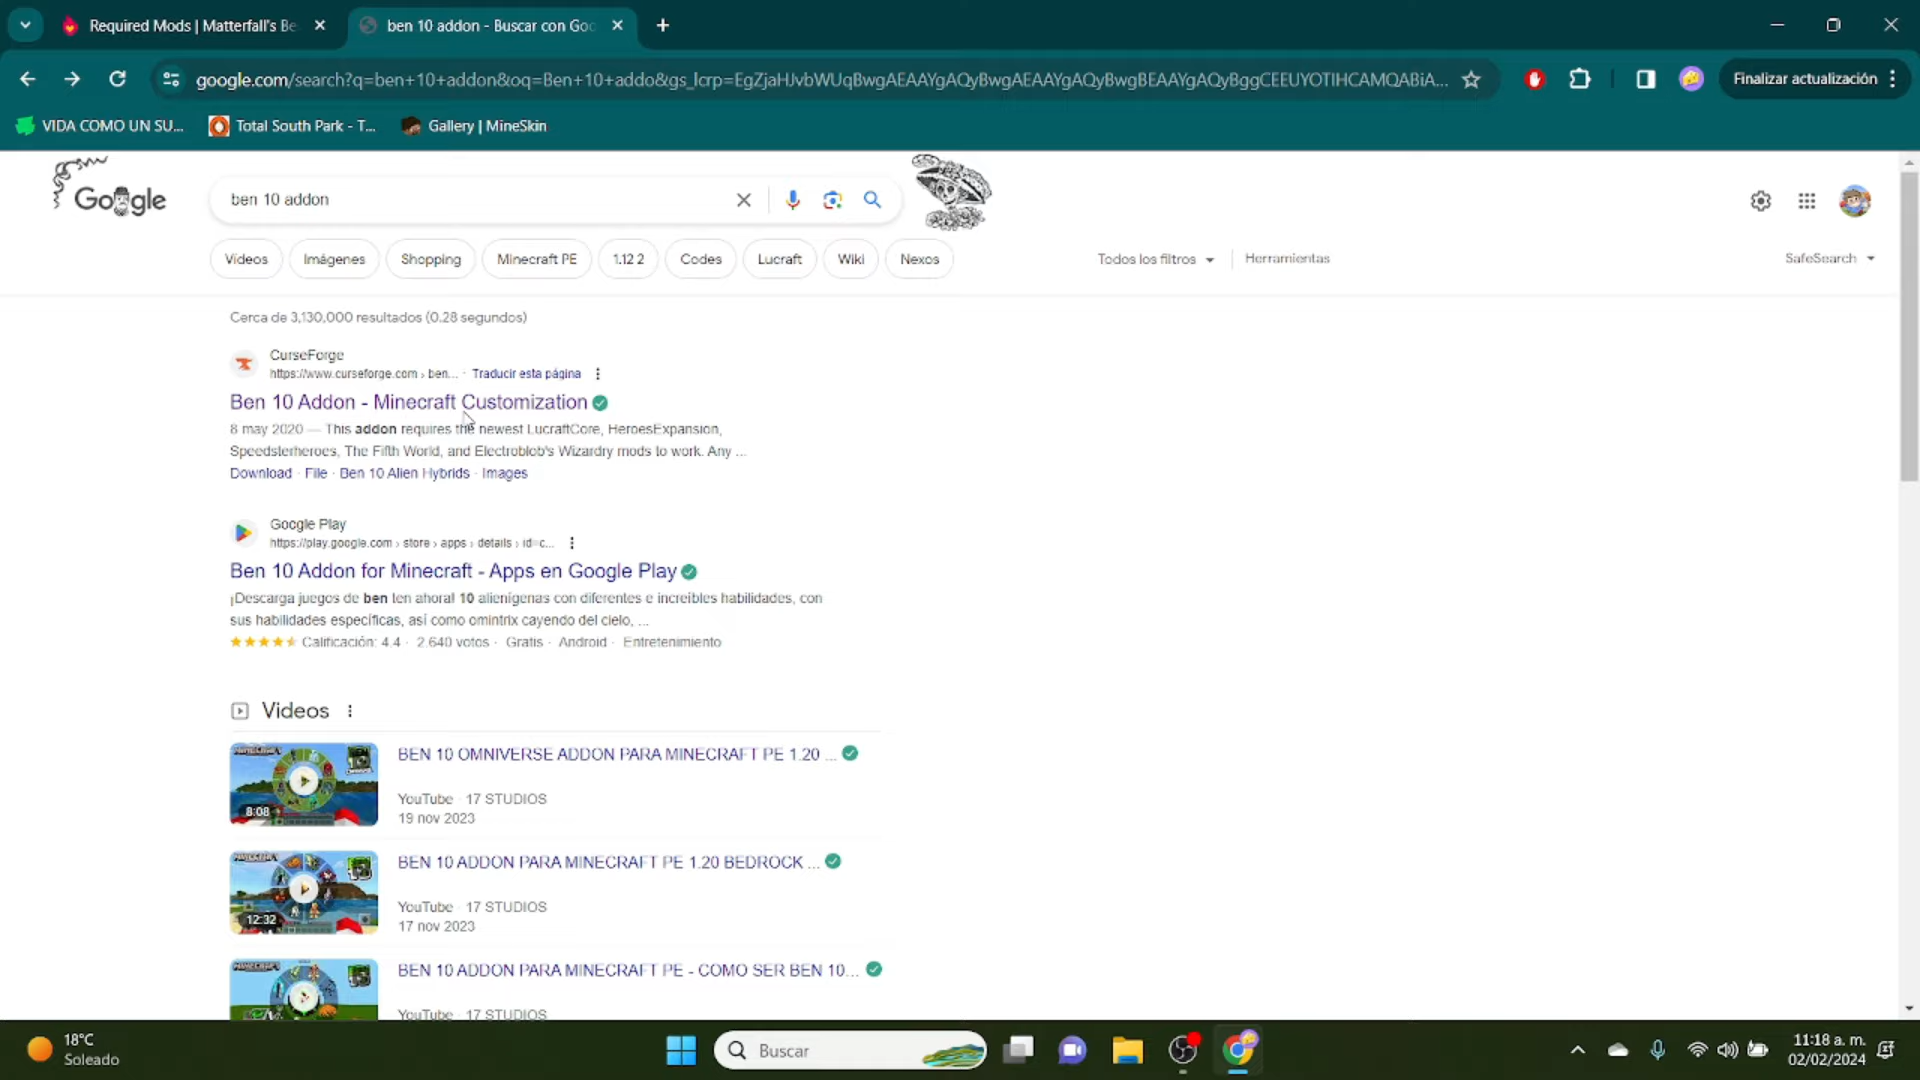 Required Mods | Matterfall's Be
ben 10 addon - Buscar con Goo
google.com/search?q=ben+10+addon&oq=Ben+10+addo&gs_lcrp=EgZjaHJvbWUqBwgAEAAYgAQyBwgAEAAYgAQyBwgBEAAYgAQyBggCEEUYOTIHCAMQABiA...
Finalizar actualización
VIDA COMO UN SU...
Total South Park - T...
Gallery | MineSkin
Google
ben 10 addon
Videos
Imágenes
Shopping
Minecraft PE
1.12 2
Codes
Lucraft
Wiki
Nexos
Todos los filtros
Herramientas
SafeSearch
Cerca de 3,130,000 resultados (0.28 segundos)
CurseForge
https://www.curseforge.com › ben... · Traducir esta página
Ben 10 Addon - Minecraft Customization
8 may 2020 — This addon requires the newest LucraftCore, HeroesExpansion,
Speedsterheroes, The Fifth World, and Electroblob's Wizardry mods to work. Any ...
Download · File · Ben 10 Alien Hybrids · Images
Google Play
https://play.google.com › store › apps › details › id=c...
Ben 10 Addon for Minecraft - Apps en Google Play
¡Descarga juegos de ben ten ahora! 10 alienígenas con diferentes e increíbles habilidades, con
sus habilidades específicas, así como omintrix cayendo del cielo, ...
Calificación: 4.4 · 2.640 votos · Gratis · Android · Entretenimiento
Videos
BEN 10 OMNIVERSE ADDON PARA MINECRAFT PE 1.20 ...
8:08
YouTube · 17 STUDIOS
19 nov 2023
BEN 10 ADDON PARA MINECRAFT PE 1.20 BEDROCK ...
12:32
YouTube · 17 STUDIOS
17 nov 2023
BEN 10 ADDON PARA MINECRAFT PE - COMO SER BEN 10...
YouTube · 17 STUDIOS
18°C
Soleado
Buscar
11:18 a. m.
02/02/2024